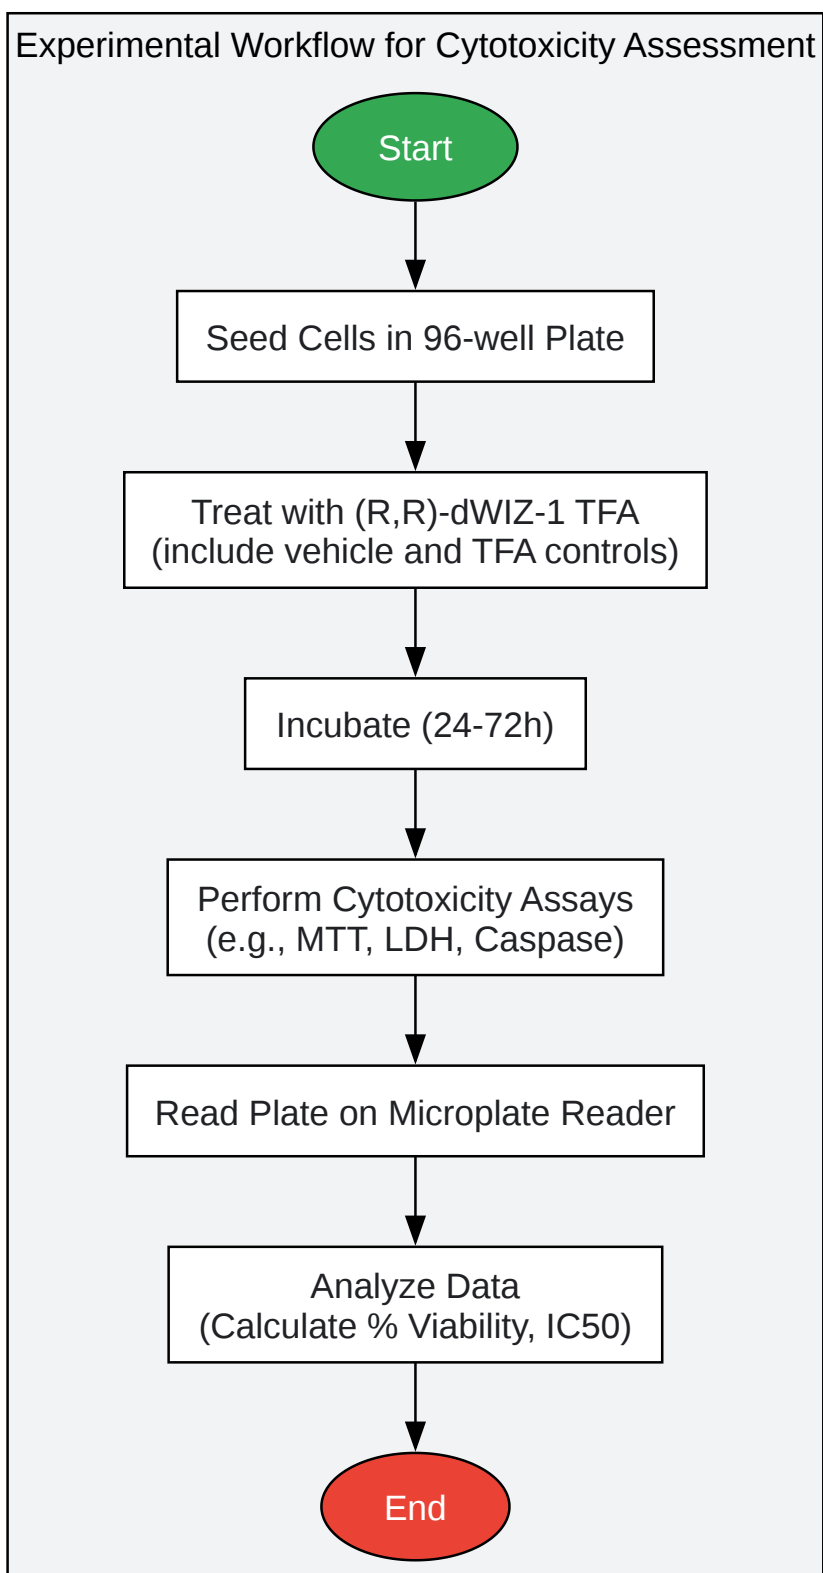 Experimental Workflow for Cytotoxicity Assessment
Start
Seed Cells in 96-well Plate
Treat with (R,R)-dWIZ-1 TFA
(include vehicle and TFA controls)
Incubate (24-72h)
Perform Cytotoxicity Assays
(e.g., MTT, LDH, Caspase)
Read Plate on Microplate Reader
Analyze Data
(Calculate % Viability, IC50)
End